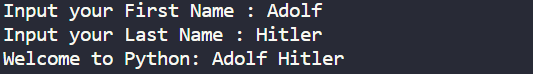 Input your First Name : Adolf
Input your Last Name : Hitler
Welcome to Python: Adolf Hitler